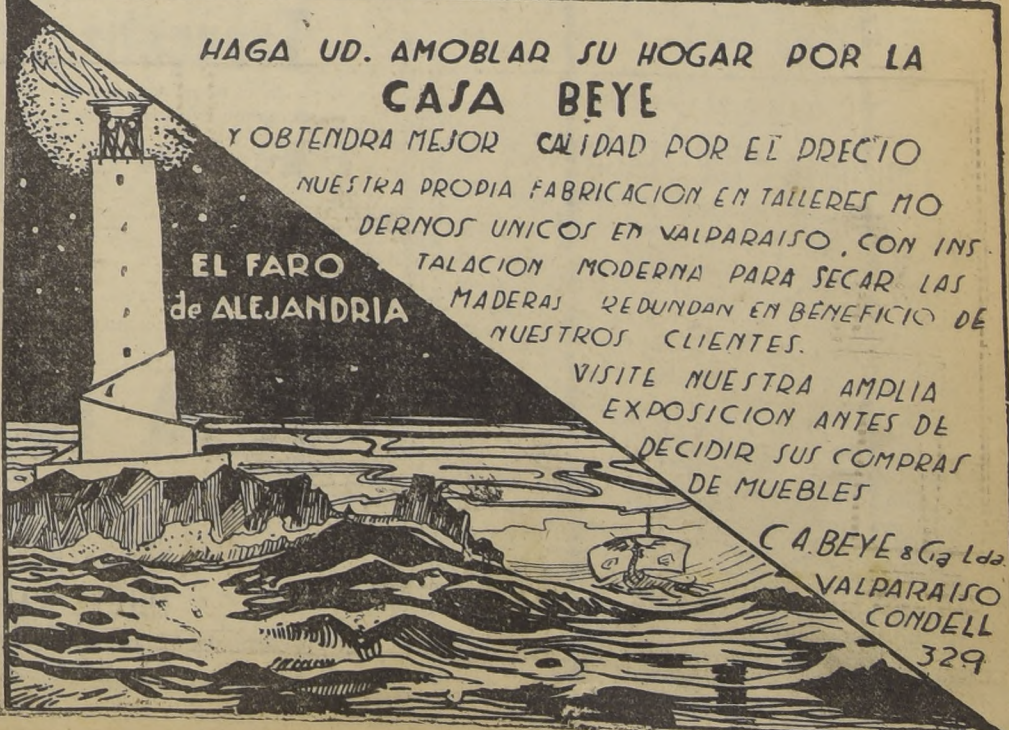 HAGA UD. AMOBLAR SU HOGAR POR LA
CASA BEYE
Y OBTENDRA MEJOR CALIDAD POR EL PRECIO
NUESTRA PROPIA FABRICACION EN TALLERES MO
DERNOS UNICOS EN VALPARAISO, CON INS.
TALACION MODERNA PARA SECAR LAS
MADERAS REDUNDAN EN BENEFICIO DE
NUESTROS CLIENTES.
VISITE NUESTRA AMPLIA
EXPOSICION ANTES DE
DECIDIR SUS COMPRAS
DE MUEBLES
C A. BEYE & Cia Lda.
VALPARAISO
CONDELL
329
EL FARO
de ALEJANDRIA